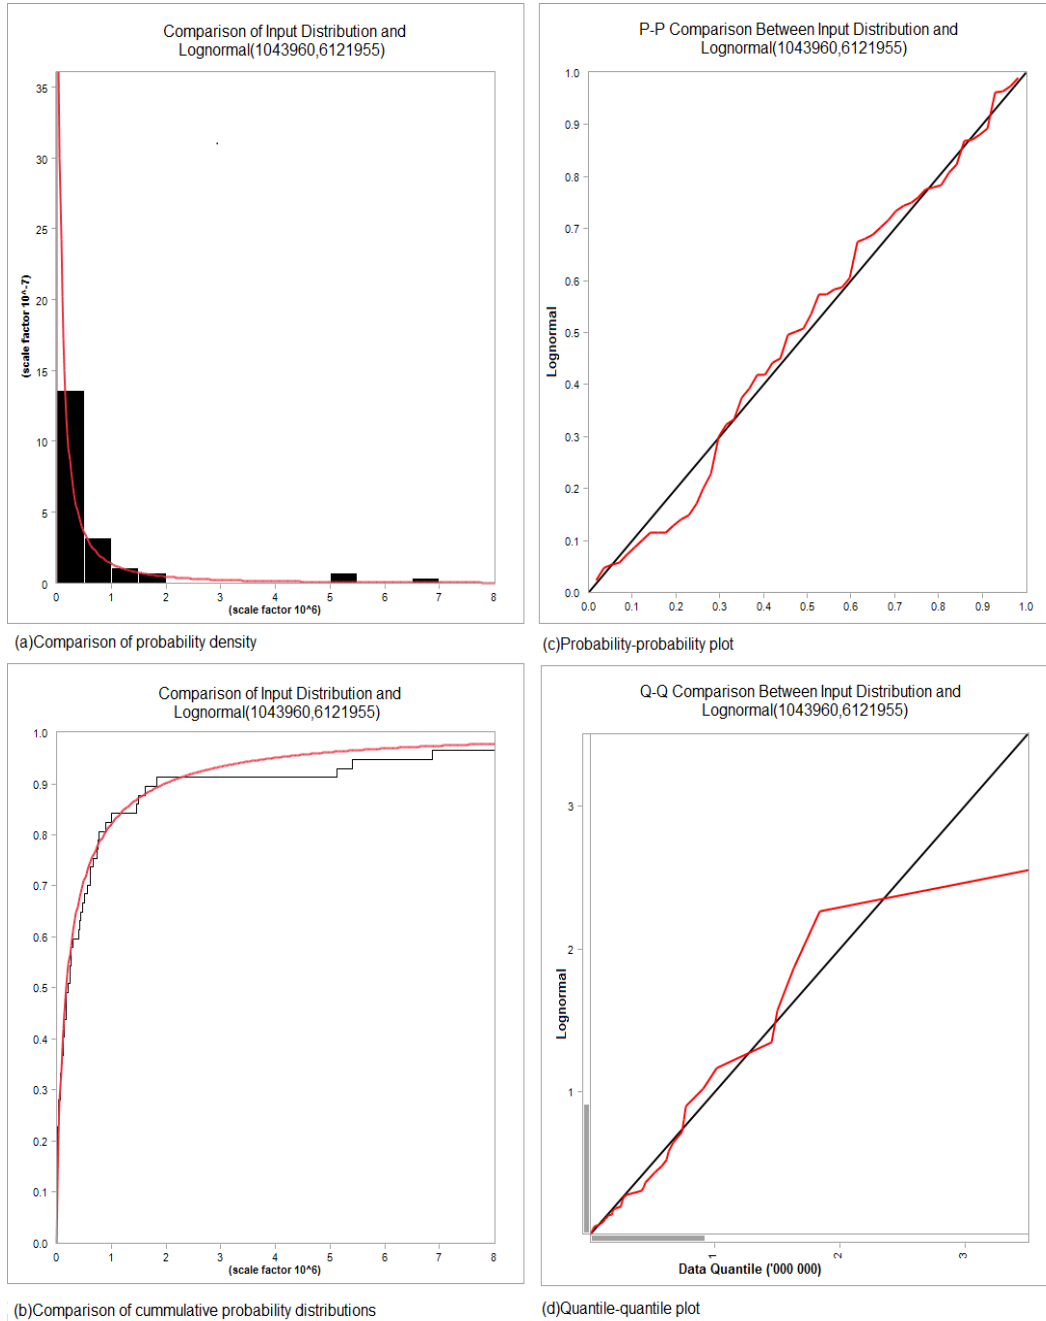 Comparison of Input Distribution and
Lognormal(1043960,6121955)
35
30
25
20
15
10
5
0
(scale factor 10^-7)
0 1 2 3 4 5 6 7 8
(scale factor 10^6)
(a)Comparison of probability density
P-P Comparison Between Input Distribution and
Lognormal(1043960,6121955)
1.0
0.9
0.8
0.7
0.6
0.5
0.4
0.3
0.2
0.1
0.0
Lognormal
0.0 0.1 0.2 0.3 0.4 0.5 0.6 0.7 0.8 0.9 1.0
(c)Probability-probability plot
Comparison of Input Distribution and
Lognormal(1043960,6121955)
1.0
0.9
0.8
0.7
0.6
0.5
0.4
0.3
0.2
0.1
0.0
0 1 2 3 4 5 6 7 8
(scale factor 10^6)
(b)Comparison of cummulative probability distributions
Q-Q Comparison Between Input Distribution and
Lognormal(1043960,6121955)
3
2
1
Lognormal
1 2 3
Data Quantile ('000 000)
(d)Quantile-quantile plot